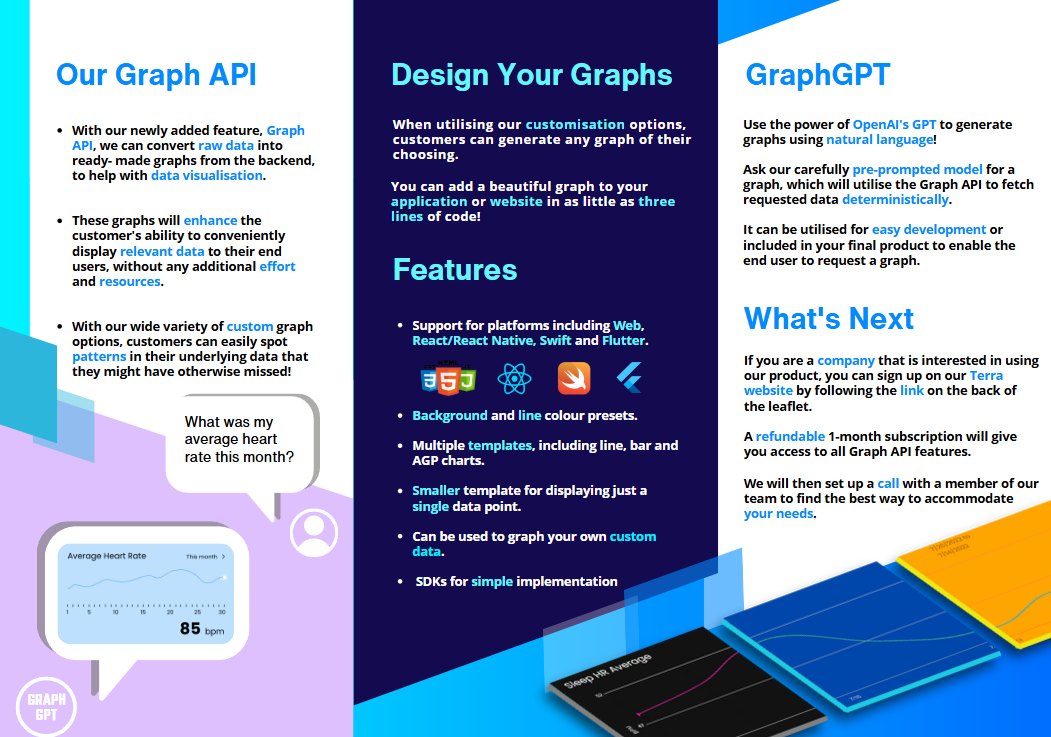 Our Graph API
• With our newly added feature, Graph
API, we can convert raw data into
ready- made graphs from the backend,
to help with data visualisation.
• These graphs will enhance the
customer's ability to conveniently
display relevant data to their end
users, without any additional effort
and resources.
• With our wide variety of custom graph
options, customers can easily spot
patterns in their underlying data that
they might have otherwise missed!
What was my
average heart
rate this month?
Average Heart Rate
This month >
1 5 10 15 20 25 30
85 bpm
GRAPH
GPT
Design Your Graphs
When utilising our customisation options,
customers can generate any graph of their
choosing.
You can add a beautiful graph to your
application or website in as little as three
lines of code!
Features
• Support for platforms including Web,
React/React Native, Swift and Flutter.
HTML
3 5 J
• Background and line colour presets.
• Multiple templates, including line, bar and
AGP charts.
• Smaller template for displaying just a
single data point.
• Can be used to graph your own custom
data.
• SDKs for simple implementation
Sleep HR Average
GraphGPT
Use the power of OpenAI's GPT to generate
graphs using natural language!
Ask our carefully pre-prompted model for a
graph, which will utilise the Graph API to fetch
requested data deterministically.
It can be utilised for easy development or
included in your final product to enable the
end user to request a graph.
What's Next
If you are a company that is interested in using
our product, you can sign up on our Terra
website by following the link on the back of
the leaflet.
A refundable 1-month subscription will give
you access to all Graph API features.
We will then set up a call with a member of our
team to find the best way to accommodate
your needs.